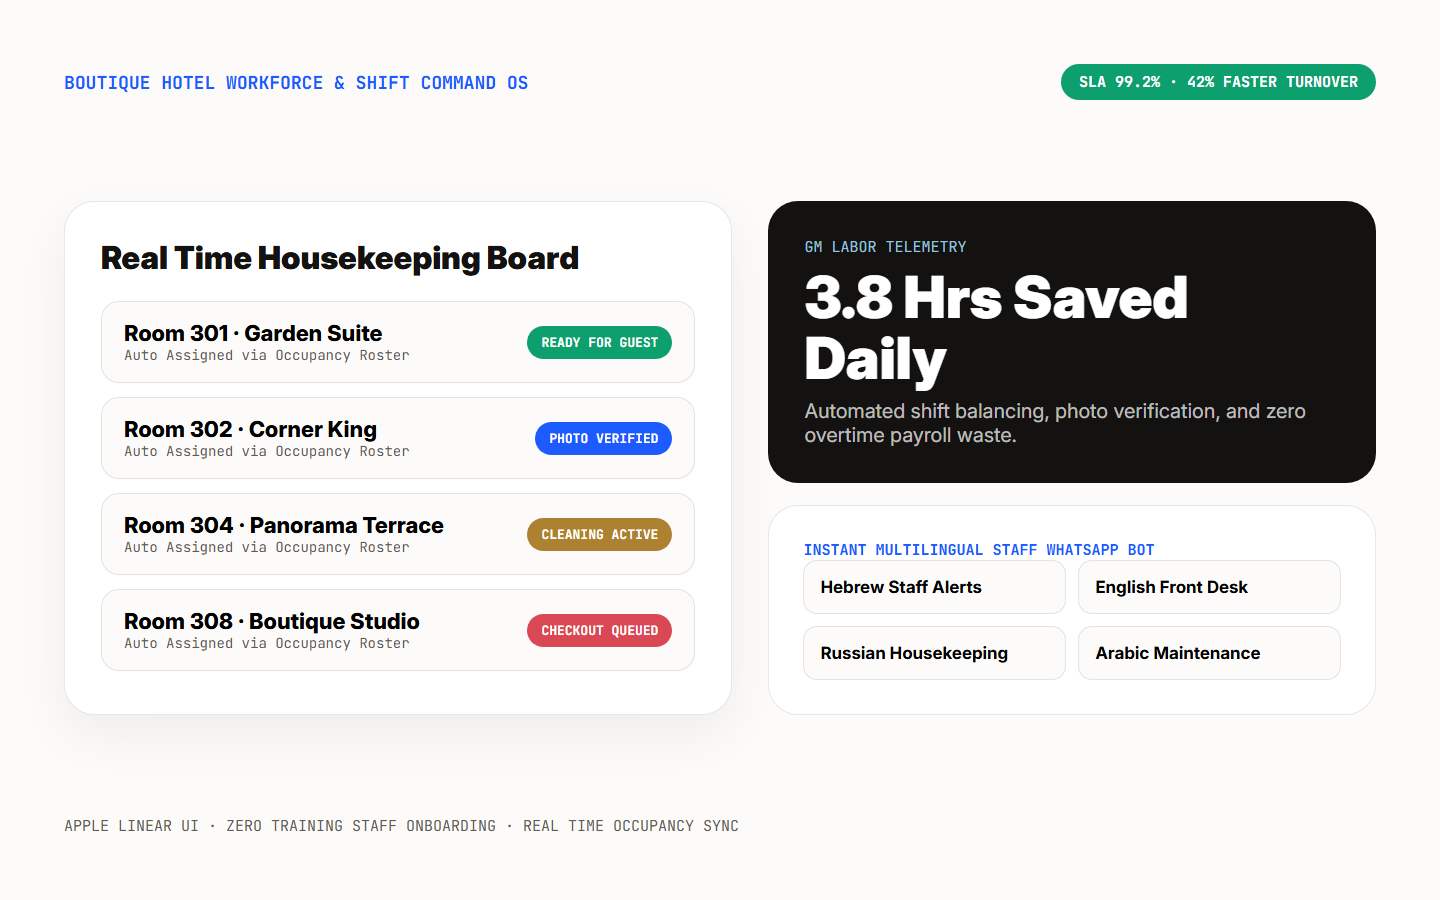 BOUTIQUE HOTEL WORKFORCE & SHIFT COMMAND OS
SLA 99.2% · 42% FASTER TURNOVER
Real Time Housekeeping Board
Room 301 · Garden Suite
Auto Assigned via Occupancy Roster
READY FOR GUEST
Room 302 · Corner King
Auto Assigned via Occupancy Roster
PHOTO VERIFIED
Room 304 · Panorama Terrace
Auto Assigned via Occupancy Roster
CLEANING ACTIVE
Room 308 · Boutique Studio
Auto Assigned via Occupancy Roster
CHECKOUT QUEUED
GM LABOR TELEMETRY
3.8 Hrs Saved
Daily
Automated shift balancing, photo verification, and zero
overtime payroll waste.
INSTANT MULTILINGUAL STAFF WHATSAPP BOT
Hebrew Staff Alerts
English Front Desk
Russian Housekeeping
Arabic Maintenance
APPLE LINEAR UI · ZERO TRAINING STAFF ONBOARDING · REAL TIME OCCUPANCY SYNC